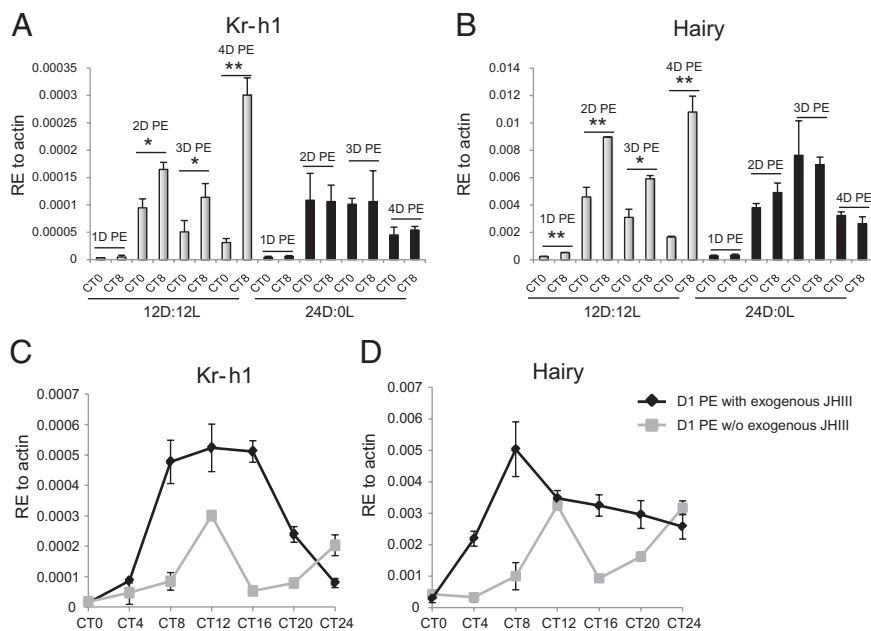 A
Kr-h1
RE to actin
0.00035
0.0003
0.00025
0.0002
0.00015
0.0001
0.00005
0
1D PE
2D PE
*
3D PE
*
4D PE
**
1D PE
2D PE
3D PE
4D PE
CT0 CT8 CT0 CT8 CT0 CT8 CT0 CT8 CT0 CT8 CT0 CT8 CT0 CT8 CT0 CT8
12D:12L 24D:0L
B
Hairy
RE to actin
0.014
0.012
0.01
0.008
0.006
0.004
0.002
0
1D PE
**
2D PE
**
3D PE
*
4D PE
**
1D PE
2D PE
3D PE
4D PE
CT0 CT8 CT0 CT8 CT0 CT8 CT0 CT8 CT0 CT8 CT0 CT8 CT0 CT8 CT0 CT8
12D:12L 24D:0L
C
Kr-h1
RE to actin
0.0007
0.0006
0.0005
0.0004
0.0003
0.0002
0.0001
0
CT0 CT4 CT8 CT12 CT16 CT20 CT24
D
Hairy
RE to actin
0.007
0.006
0.005
0.004
0.003
0.002
0.001
0
CT0 CT4 CT8 CT12 CT16 CT20 CT24
D1 PE with exogenous JHIII
D1 PE w/o exogenous JHIII